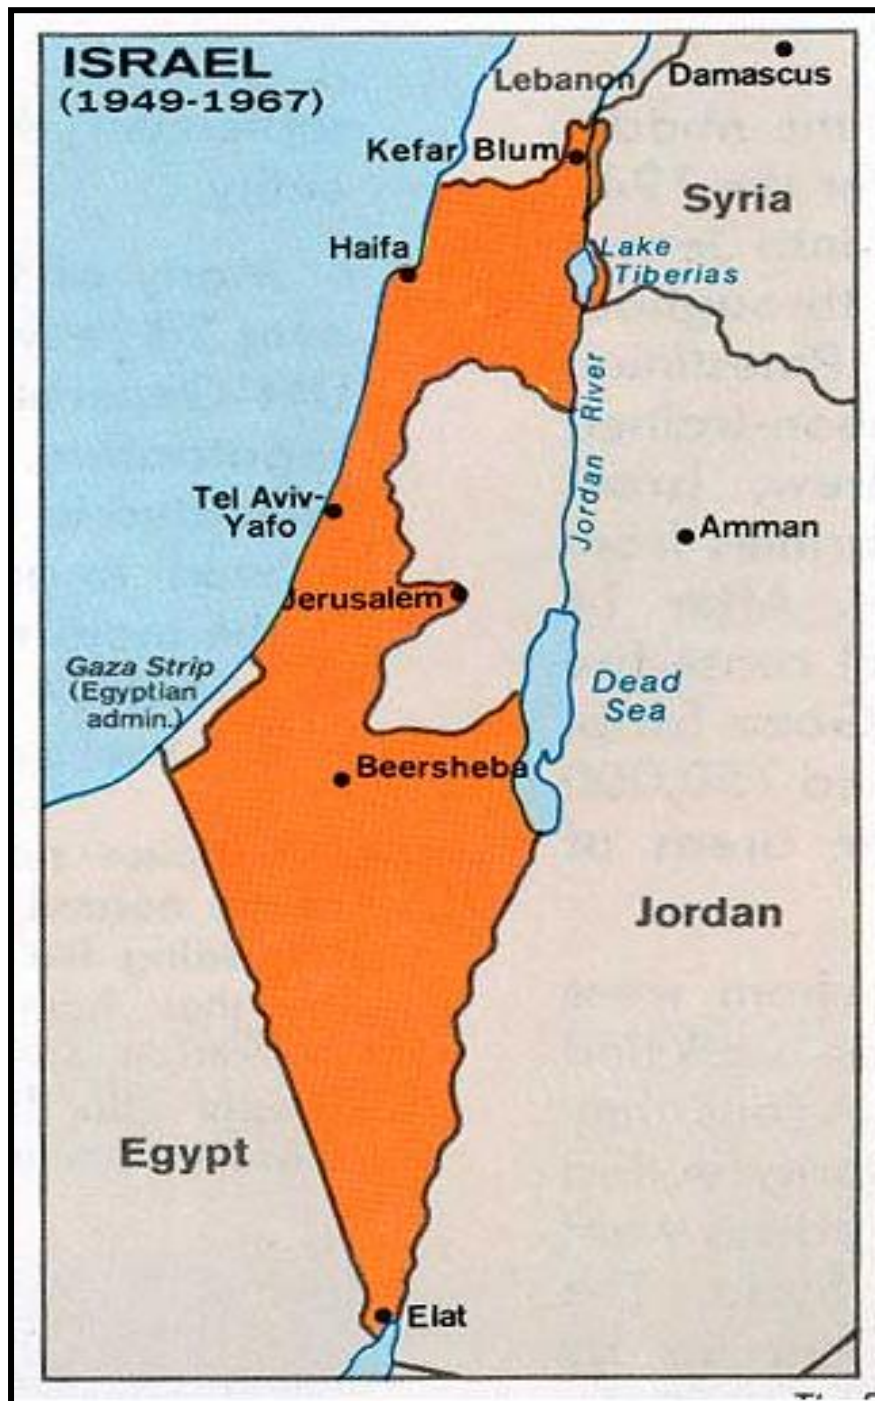 ISRAEL
(1949-1967)
Lebanon
Damascus
Kefar Blum
Syria
Haifa
Lake
Tiberias
Jordan River
Tel Aviv-
Yafo
Amman
Jerusalem
Gaza Strip
(Egyptian
admin.)
Dead
Sea
Beersheba
Jordan
Egypt
Elat